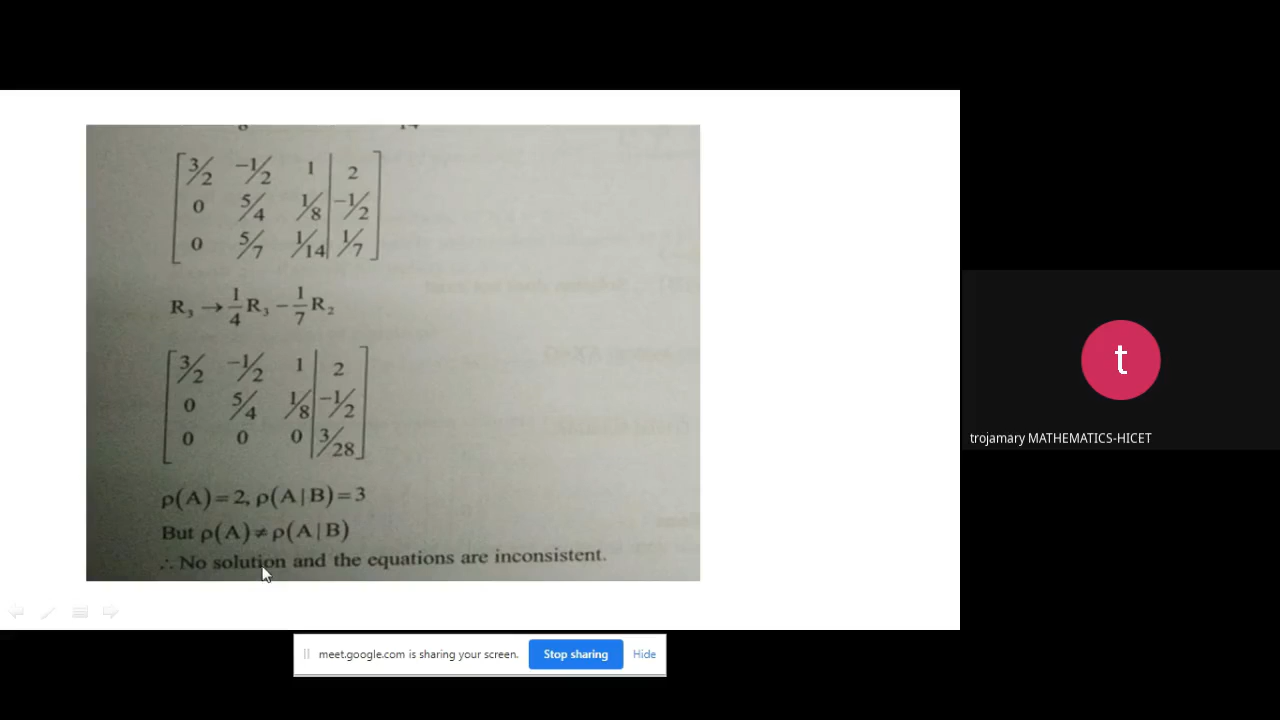 8 14
3/2 -1/2 1 2
0 5/4 1/8 -1/2
0 5/7 1/14 1/7
R₃ → 1/4 R₃ − 1/7 R₂
3/2 -1/2 1 2
0 5/4 1/8 -1/2
0 0 0 3/28
ρ(A)=2, ρ(A|B)=3
But ρ(A)≠ρ(A|B)
∴ No solution and the equations are inconsistent.
t
trojamary MATHEMATICS-HICET
meet.google.com is sharing your screen. Stop sharing Hide